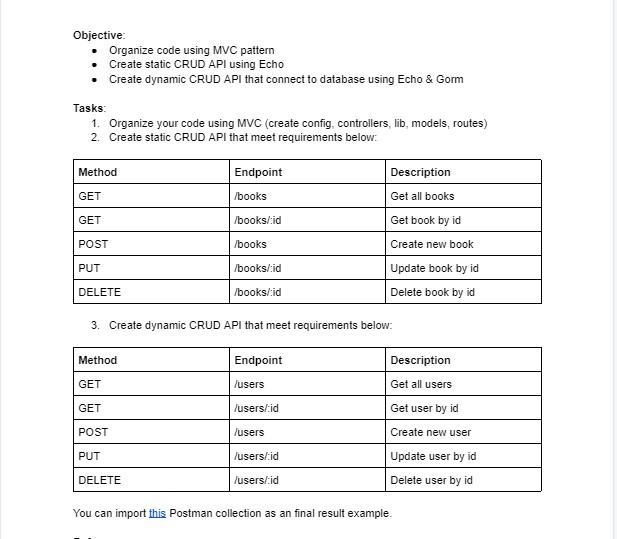 Objective:
• Organize code using MVC pattern
• Create static CRUD API using Echo
• Create dynamic CRUD API that connect to database using Echo & Gorm
Tasks:
1. Organize your code using MVC (create config, controllers, lib, models, routes)
2. Create static CRUD API that meet requirements below:
Method Endpoint Description
GET /books Get all books
GET /books/:id Get book by id
POST /books Create new book
PUT /books/:id Update book by id
DELETE /books/:id Delete book by id
3. Create dynamic CRUD API that meet requirements below:
Method Endpoint Description
GET /users Get all users
GET /users/:id Get user by id
POST /users Create new user
PUT /users/:id Update user by id
DELETE /users/:id Delete user by id
You can import this Postman collection as an final result example.